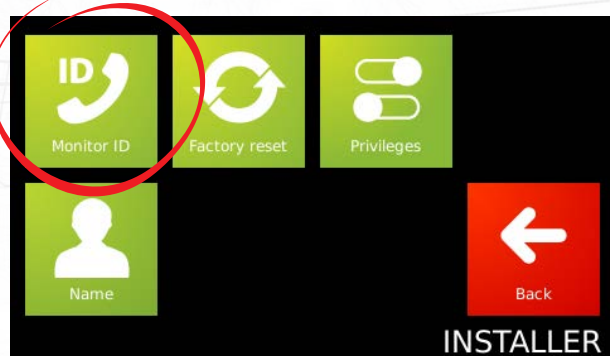 ID
Monitor ID
Factory reset
Privileges
Name
Back
INSTALLER